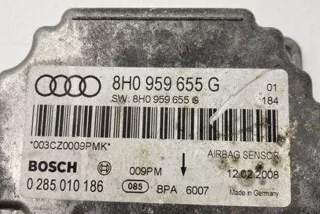 8H0 959 655 G 01
SW: 8H0 959 655 G 184
*003CZ0009PMK* AIRBAG SENSOR
BOSCH 009PM 12.02.2008
0 285 010 186 085 BPA 6007 Made in Germany